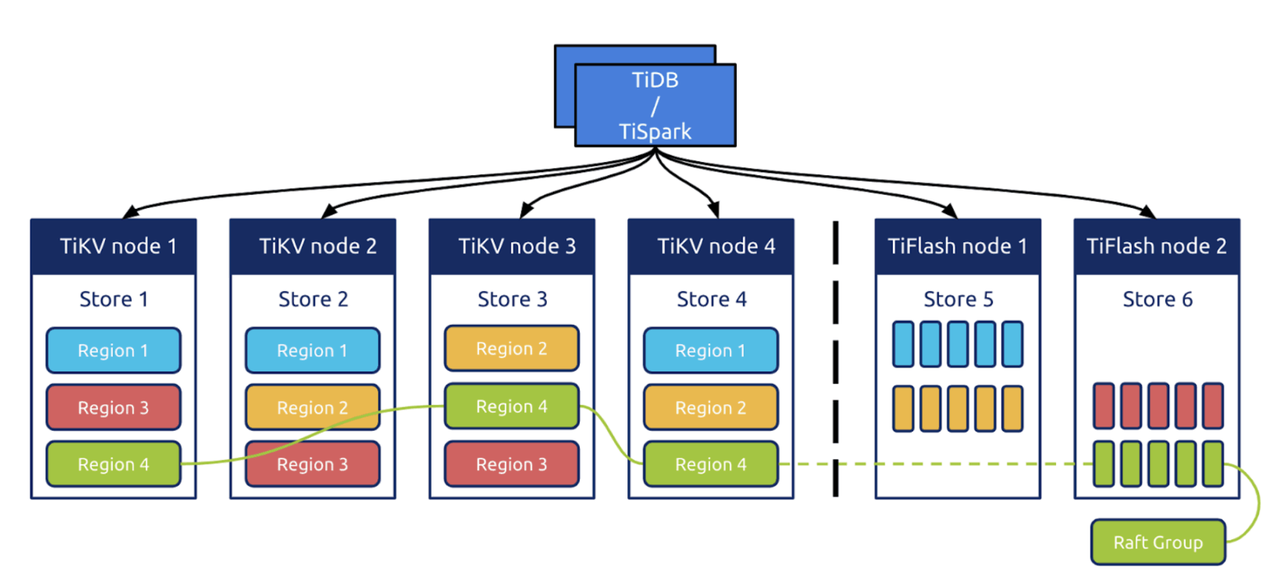 TiDB
/
TiSpark
TiKV node 1
TiKV node 2
TiKV node 3
TiKV node 4
TiFlash node 1
TiFlash node 2
Store 1
Store 2
Store 3
Store 4
Store 5
Store 6
Region 1
Region 1
Region 2
Region 1
Region 3
Region 2
Region 4
Region 2
Region 4
Region 3
Region 3
Region 4
Raft Group